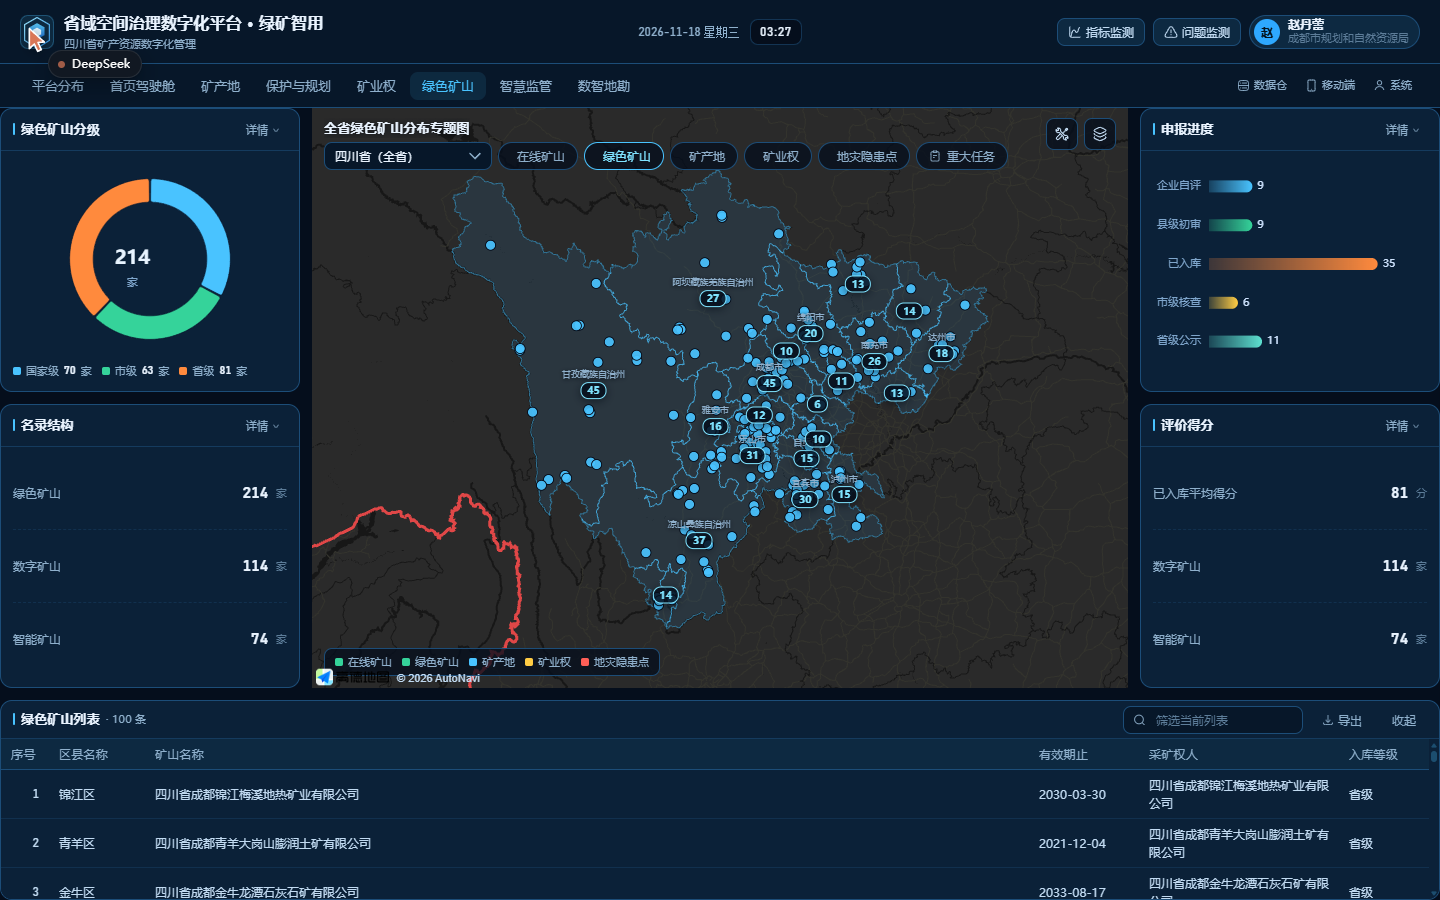 省域空间治理数字化平台 • 绿矿智用
四川省矿产资源数字化管理
2026-11-18 星期三
03:27
指标监测
问题监测
赵
赵丹蕾
成都市规划和自然资源局
DeepSeek
平台分布
首页驾驶舱
矿产地
保护与规划
矿业权
绿色矿山
智慧监管
数智地勘
数据仓
移动端
系统
绿色矿山分级
详情
214
家
国家级 70 家
市级 63 家
省级 81 家
名录结构
详情
绿色矿山 214 家
数字矿山 114 家
智能矿山 74 家
全省绿色矿山分布专题图
四川省（全省）
在线矿山
绿色矿山
矿产地
矿业权
地灾隐患点
重大任务
阿坝藏族羌族自治州
27
13
14
绵阳市
20
达州市
18
10
南充市
26
甘孜藏族自治州
45
成都市
45
11
13
6
雅安市
16
12
10
31
15
宜宾市
30
泸州市
15
凉山彝族自治州
37
14
在线矿山
绿色矿山
矿产地
矿业权
地灾隐患点
高德地图
© 2026 AutoNavi
申报进度
详情
企业自评 9
县级初审 9
已入库 35
市级核查 6
省级公示 11
评价得分
详情
已入库平均得分 81 分
数字矿山 114 家
智能矿山 74 家
绿色矿山列表 · 100 条
筛选当前列表
导出
收起
序号 区县名称 矿山名称 有效期止 采矿权人 入库等级
1 锦江区 四川省成都锦江梅溪地热矿业有限公司 2030-03-30 四川省成都锦江梅溪地热矿业有限公司 省级
2 青羊区 四川省成都青羊大岗山膨润土矿有限公司 2021-12-04 四川省成都青羊大岗山膨润土矿有限公司 省级
3 金牛区 四川省成都金牛龙潭石灰石矿有限公司 2033-08-17 四川省成都金牛龙潭石灰石矿有限 省级